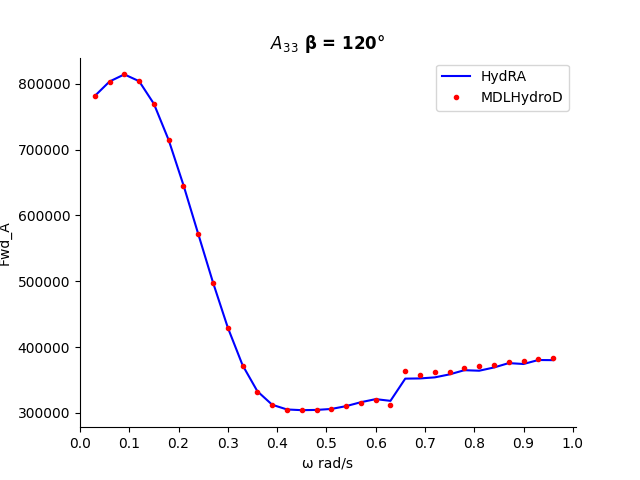 A33 β = 120°
HydRA
MDLHydroD
800000
700000
600000
500000
400000
300000
Fwd_A
0.0 0.1 0.2 0.3 0.4 0.5 0.6 0.7 0.8 0.9 1.0
ω rad/s